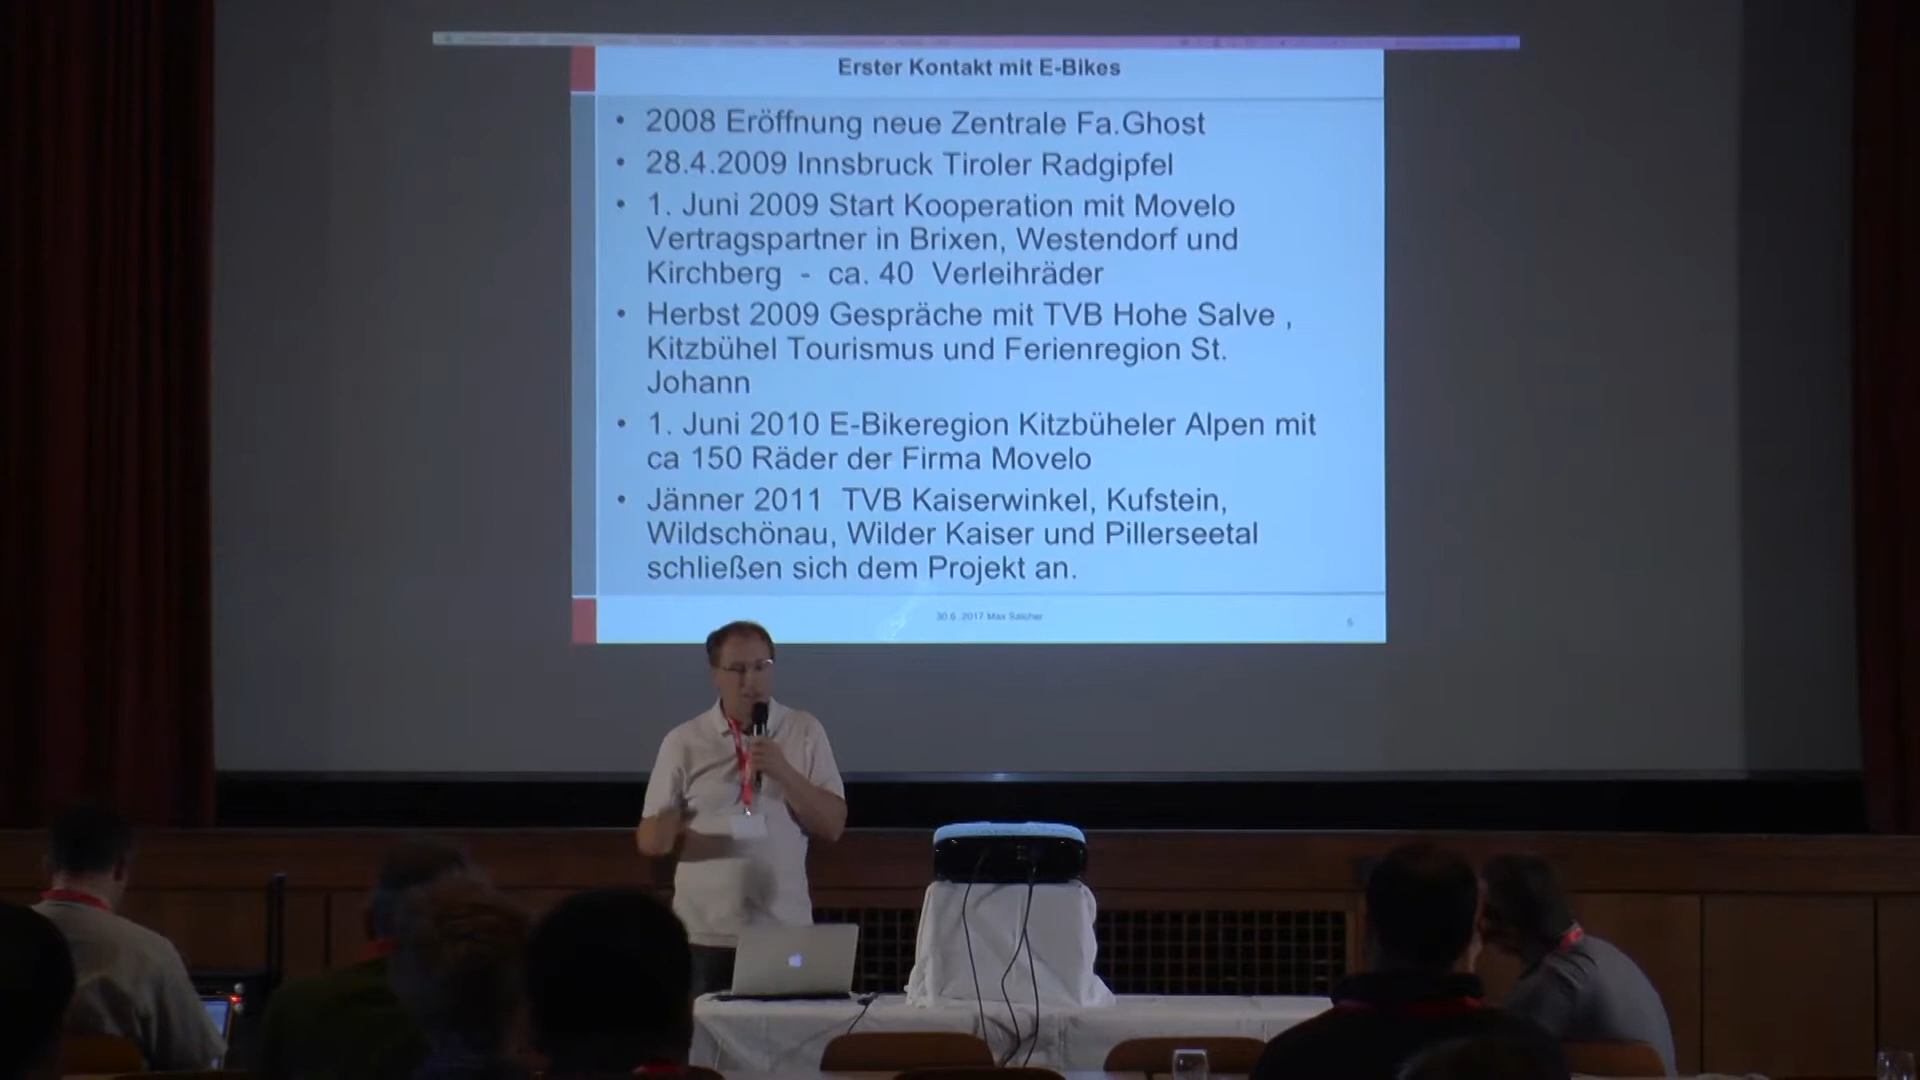 Erster Kontakt mit E-Bikes
• 2008 Eröffnung neue Zentrale Fa.Ghost
• 28.4.2009 Innsbruck Tiroler Radgipfel
• 1. Juni 2009 Start Kooperation mit Movelo
Vertragspartner in Brixen, Westendorf und
Kirchberg - ca. 40 Verleihräder
• Herbst 2009 Gespräche mit TVB Hohe Salve ,
Kitzbühel Tourismus und Ferienregion St.
Johann
• 1. Juni 2010 E-Bikeregion Kitzbüheler Alpen mit
ca 150 Räder der Firma Movelo
• Jänner 2011 TVB Kaiserwinkel, Kufstein,
Wildschönau, Wilder Kaiser und Pillerseetal
schließen sich dem Projekt an.
30.6. 2017 Max Salcher